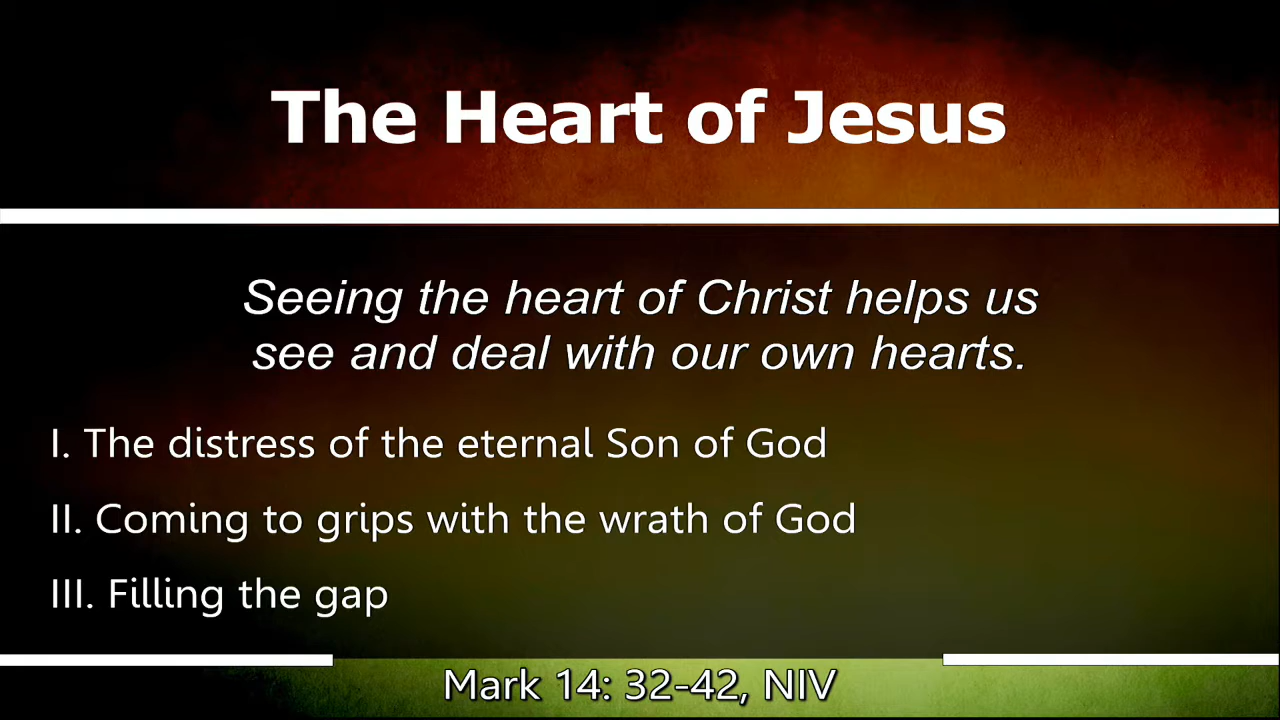 The Heart of Jesus
Seeing the heart of Christ helps us
see and deal with our own hearts.
I. The distress of the eternal Son of God
II. Coming to grips with the wrath of God
III. Filling the gap
Mark 14: 32-42, NIV